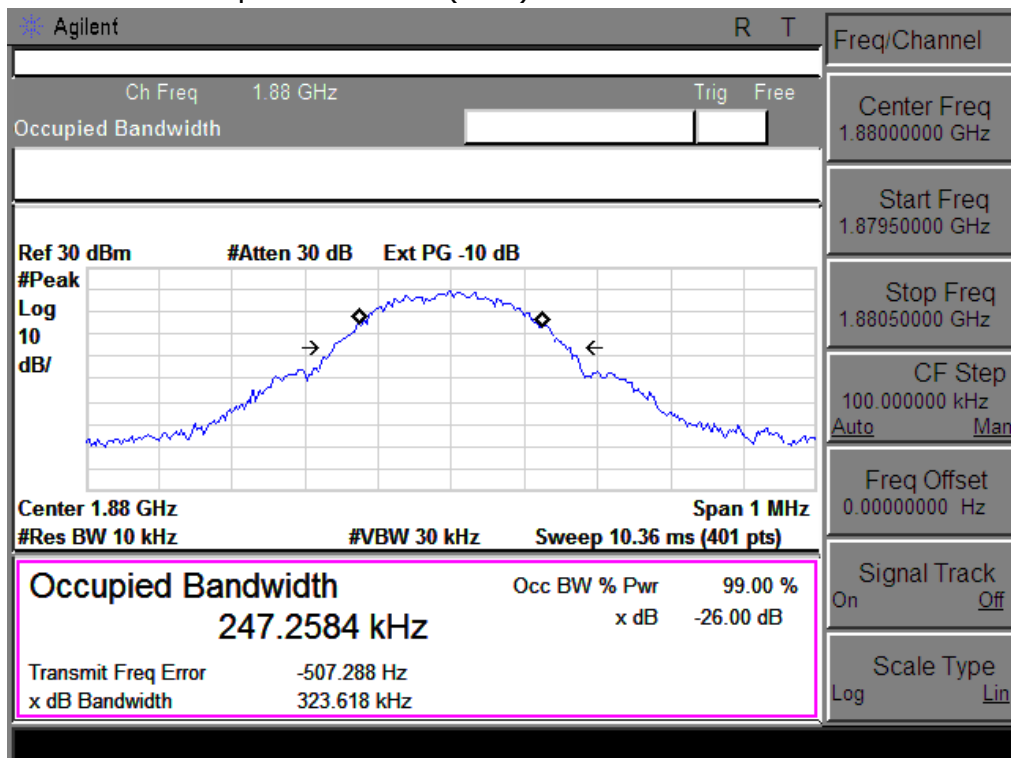 Agilent R T
Ch Freq 1.88 GHz Trig Free
Occupied Bandwidth
Ref 30 dBm #Atten 30 dB Ext PG -10 dB
#Peak
Log
10
dB/
Center 1.88 GHz Span 1 MHz
#Res BW 10 kHz #VBW 30 kHz Sweep 10.36 ms (401 pts)
Occupied Bandwidth Occ BW % Pwr 99.00 %
247.2584 kHz x dB -26.00 dB
Transmit Freq Error -507.288 Hz
x dB Bandwidth 323.618 kHz
Freq/Channel
Center Freq
1.88000000 GHz
Start Freq
1.87950000 GHz
Stop Freq
1.88050000 GHz
CF Step
100.000000 kHz
Auto Man
Freq Offset
0.00000000 Hz
Signal Track
On Off
Scale Type
Log Lin